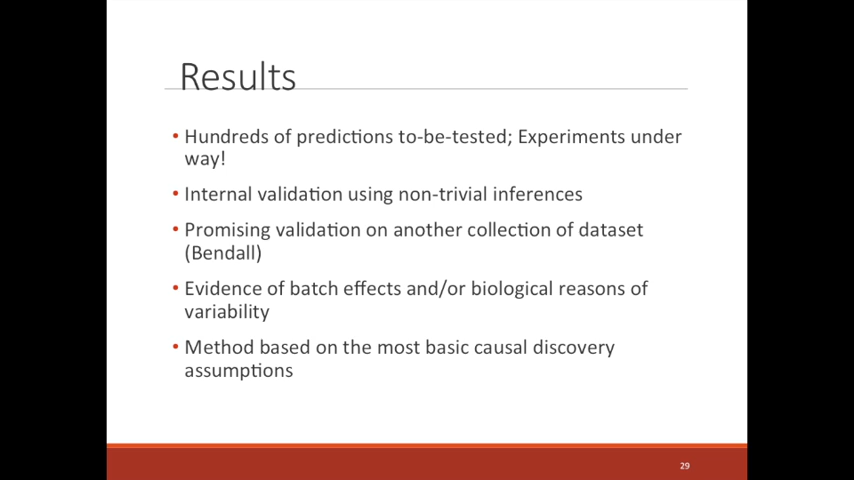 Results
• Hundreds of predictions to-be-tested; Experiments under
way!
• Internal validation using non-trivial inferences
• Promising validation on another collection of dataset
(Bendall)
• Evidence of batch effects and/or biological reasons of
variability
• Method based on the most basic causal discovery
assumptions
29